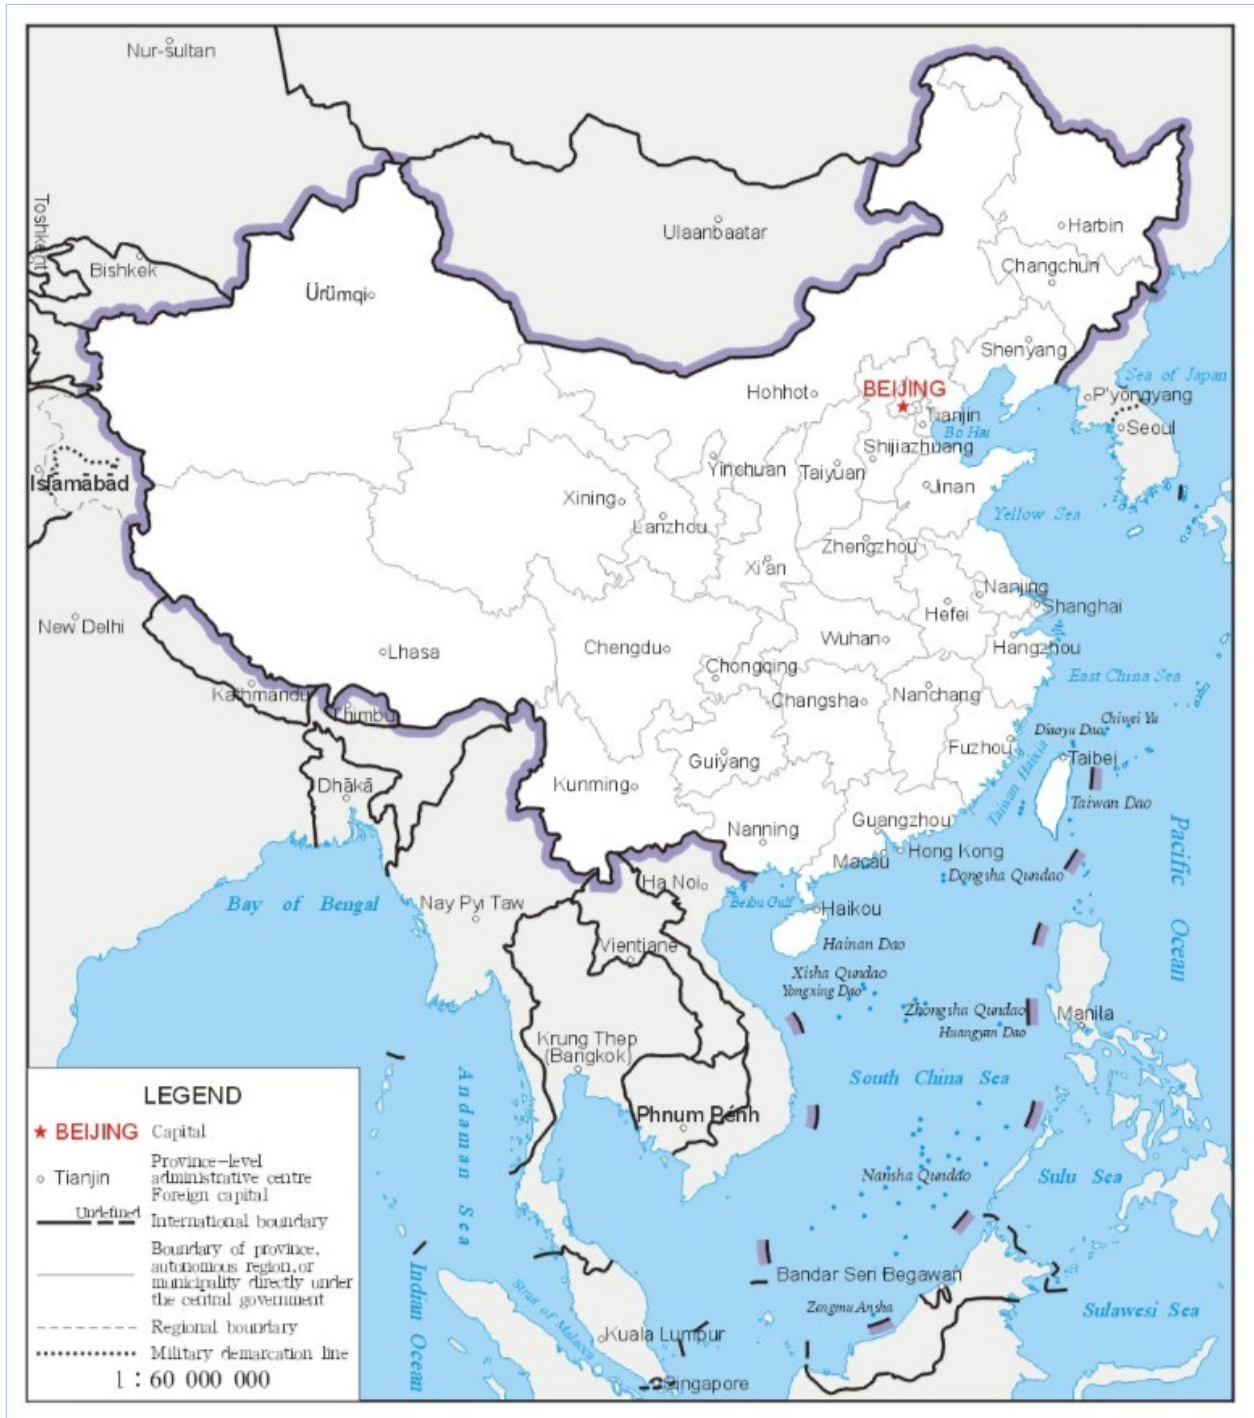 Nur-sultan
Toshkent
Bishkek
Ulaanbaatar
Harbin
Changchun
Ürümqi
Shenyang
Sea of Japan
Hohhot
BEIJING
P'yŏngyang
Tianjin
Bo Hai
Seoul
Shijiazhuang
Islāmābād
Yinchuan
Taiyuan
Jinan
Xining
Lanzhou
Yellow Sea
Zhengzhou
Xi'an
Nanjing
Hefei
Shanghai
New Delhi
Lhasa
Chengdu
Wuhan
Hangzhou
Chongqing
East China Sea
Kathmandu
Thimbu
Changsha
Nanchang
Chiwei Yu
Diaoyu Dao
Fuzhou
Taibei
Guiyang
Taiwan Haixia
Dhākā
Kunming
Taiwan Dao
Nanning
Guangzhou
Pacific Ocean
Macau
Hong Kong
Ha Noi
Dongsha Qundao
Bay of Bengal
Nay Pyi Taw
Beibu Gulf
Haikou
Vientiane
Hainan Dao
Xisha Qundao
Yongxing Dao
Zhongsha Qundao
Manila
Huangyan Dao
Krung Thep
(Bangkok)
South China Sea
Andaman Sea
Phnum Pénh
Nansha Qundao
Sulu Sea
Indian Ocean
Bandar Seri Begawan
Strait of Malacca
Zengmu Ansha
Sulawesi Sea
Kuala Lumpur
Singapore
LEGEND
BEIJING Capital
Tianjin
Province-level
administrative centre
Foreign capital
Undefined
International boundary
Boundary of province,
autonomous region,or
municipality directly under
the central government
Regional boundary
Military demarcation line
1 : 60 000 000